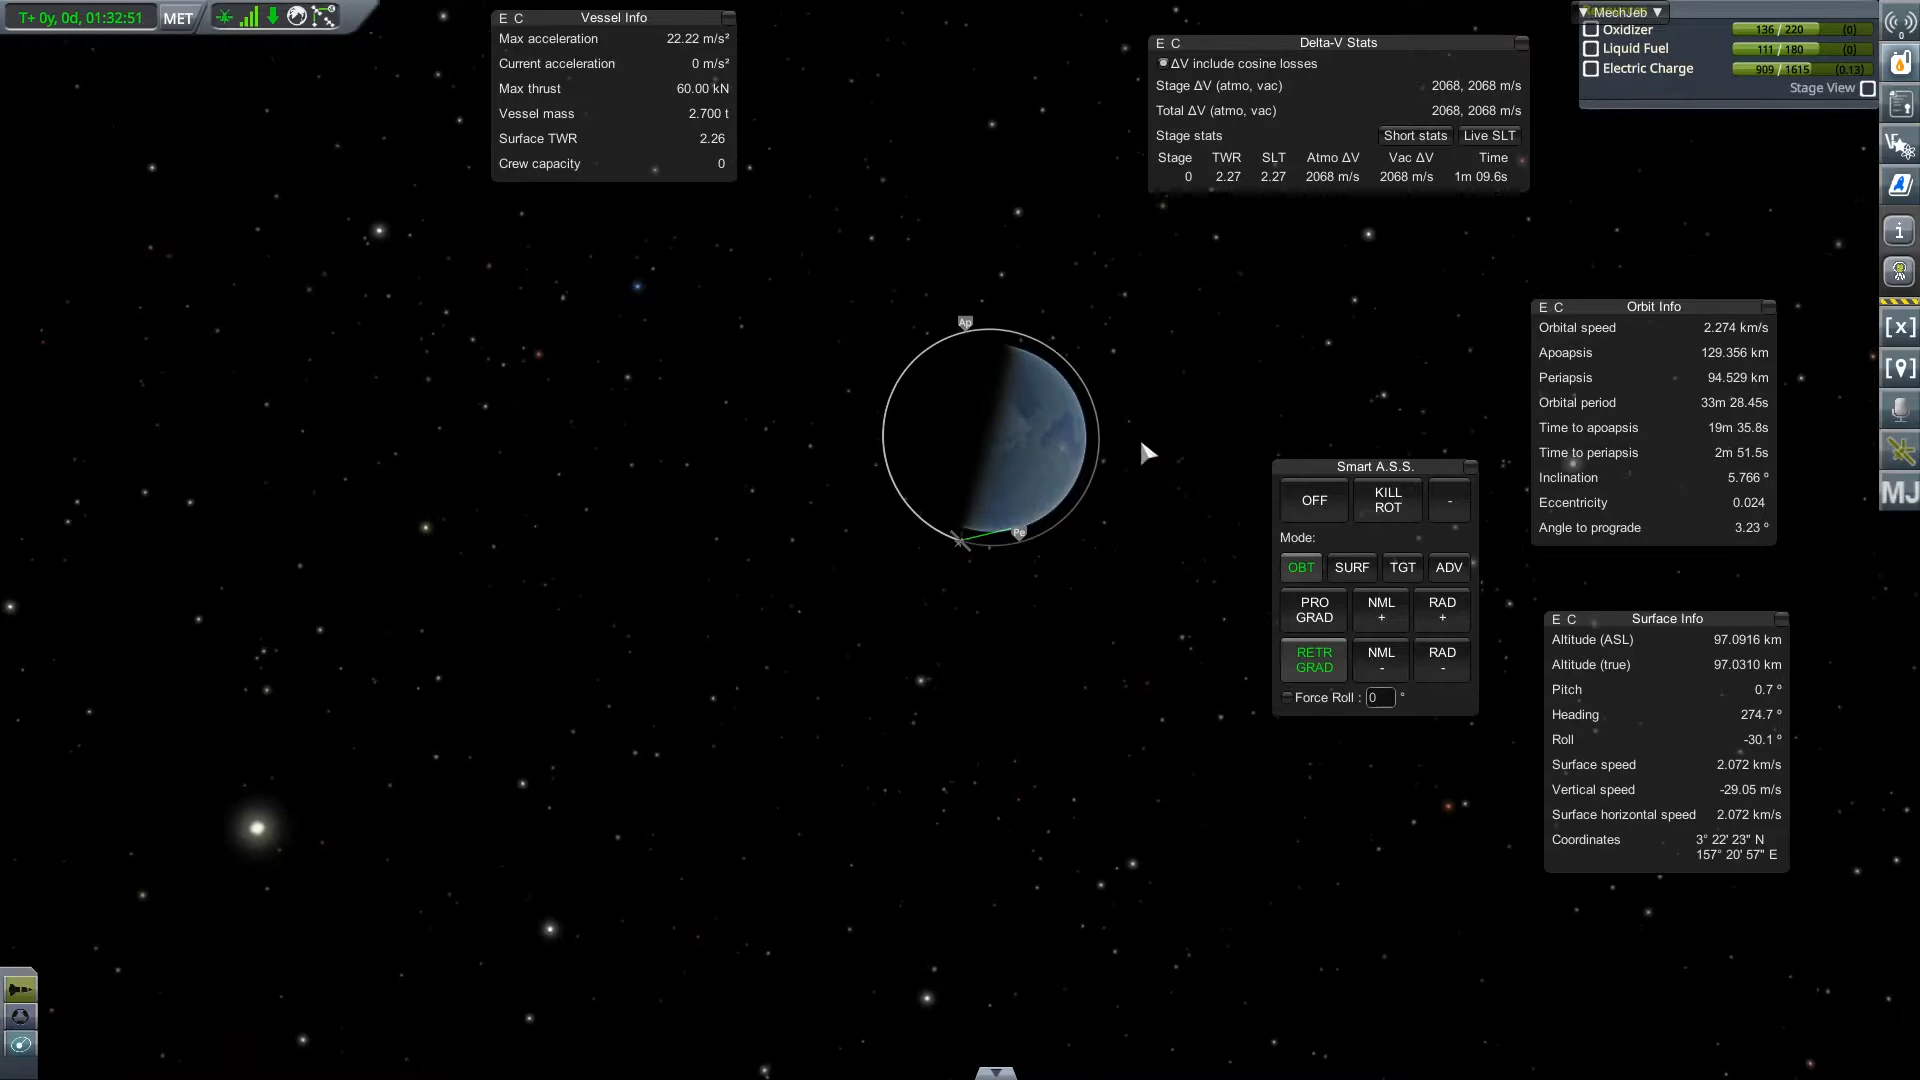 T+ 0y, 0d, 01:32:51 MET
E C Vessel Info
Max acceleration 22.22 m/s²
Current acceleration 0 m/s²
Max thrust 60.00 kN
Vessel mass 2.700 t
Surface TWR 2.26
Crew capacity 0
E C Delta-V Stats
ΔV include cosine losses
Stage ΔV (atmo, vac) 2068, 2068 m/s
Total ΔV (atmo, vac) 2068, 2068 m/s
Stage stats Short stats Live SLT
Stage TWR SLT Atmo ΔV Vac ΔV Time
0 2.27 2.27 2068 m/s 2068 m/s 1m 09.6s
▼ MechJeb ▼
Oxidizer 136 / 220 (0)
Liquid Fuel 111 / 180 (0)
Electric Charge 909 / 1615 (0.13)
Stage View
0
Ap
Pe
E C Orbit Info
Orbital speed 2.274 km/s
Apoapsis 129.356 km
Periapsis 94.529 km
Orbital period 33m 28.45s
Time to apoapsis 19m 35.8s
Time to periapsis 2m 51.5s
Inclination 5.766 º
Eccentricity 0.024
Angle to prograde 3.23 º
Smart A.S.S.
OFF KILL ROT -
Mode:
OBT SURF TGT ADV
PRO GRAD NML + RAD +
RETR GRAD NML - RAD -
Force Roll : 0 °
E C Surface Info
Altitude (ASL) 97.0916 km
Altitude (true) 97.0310 km
Pitch 0.7 º
Heading 274.7 º
Roll -30.1 º
Surface speed 2.072 km/s
Vertical speed -29.05 m/s
Surface horizontal speed 2.072 km/s
Coordinates 3° 22' 23" N
157° 20' 57" E
[x]
MJ